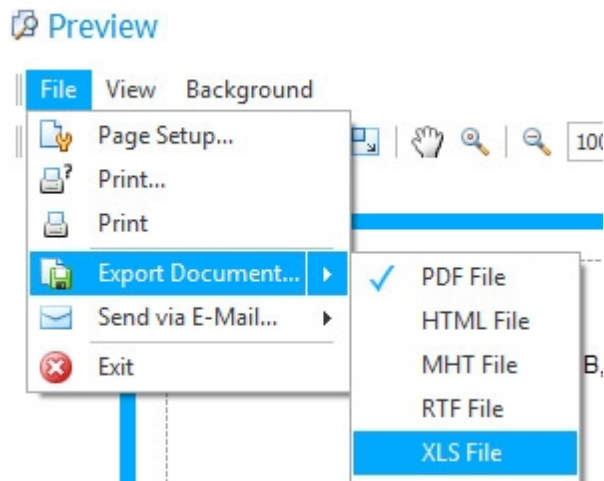 Preview
File View Background
Page Setup...
100
Print...
Print
Export Document...
PDF File
Send via E-Mail...
HTML File
Exit
MHT File
B,
RTF File
XLS File